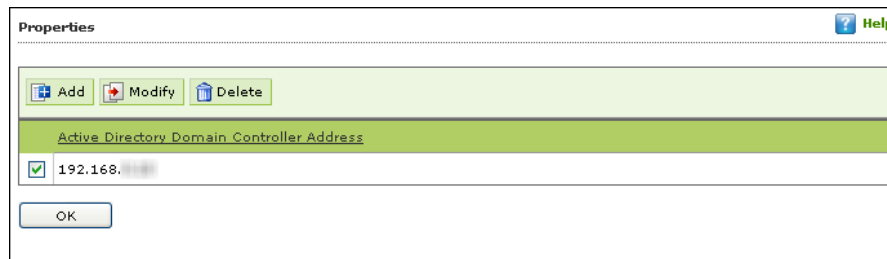 Properties
Help
Add Modify Delete
Active Directory Domain Controller Address
192.168.
OK